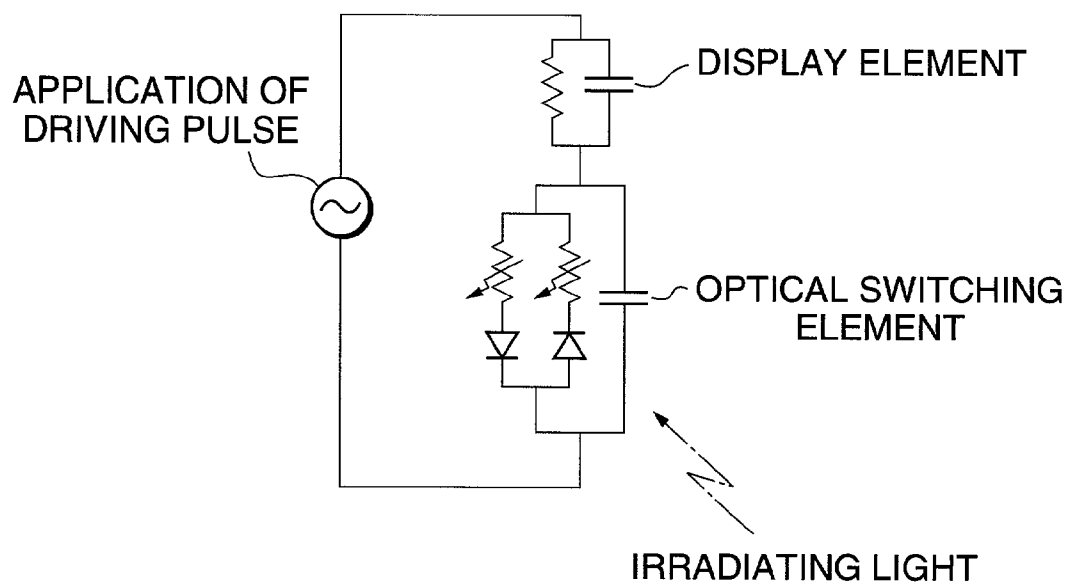 APPLICATION OF
DRIVING PULSE
DISPLAY ELEMENT
OPTICAL SWITCHING
ELEMENT
IRRADIATING LIGHT